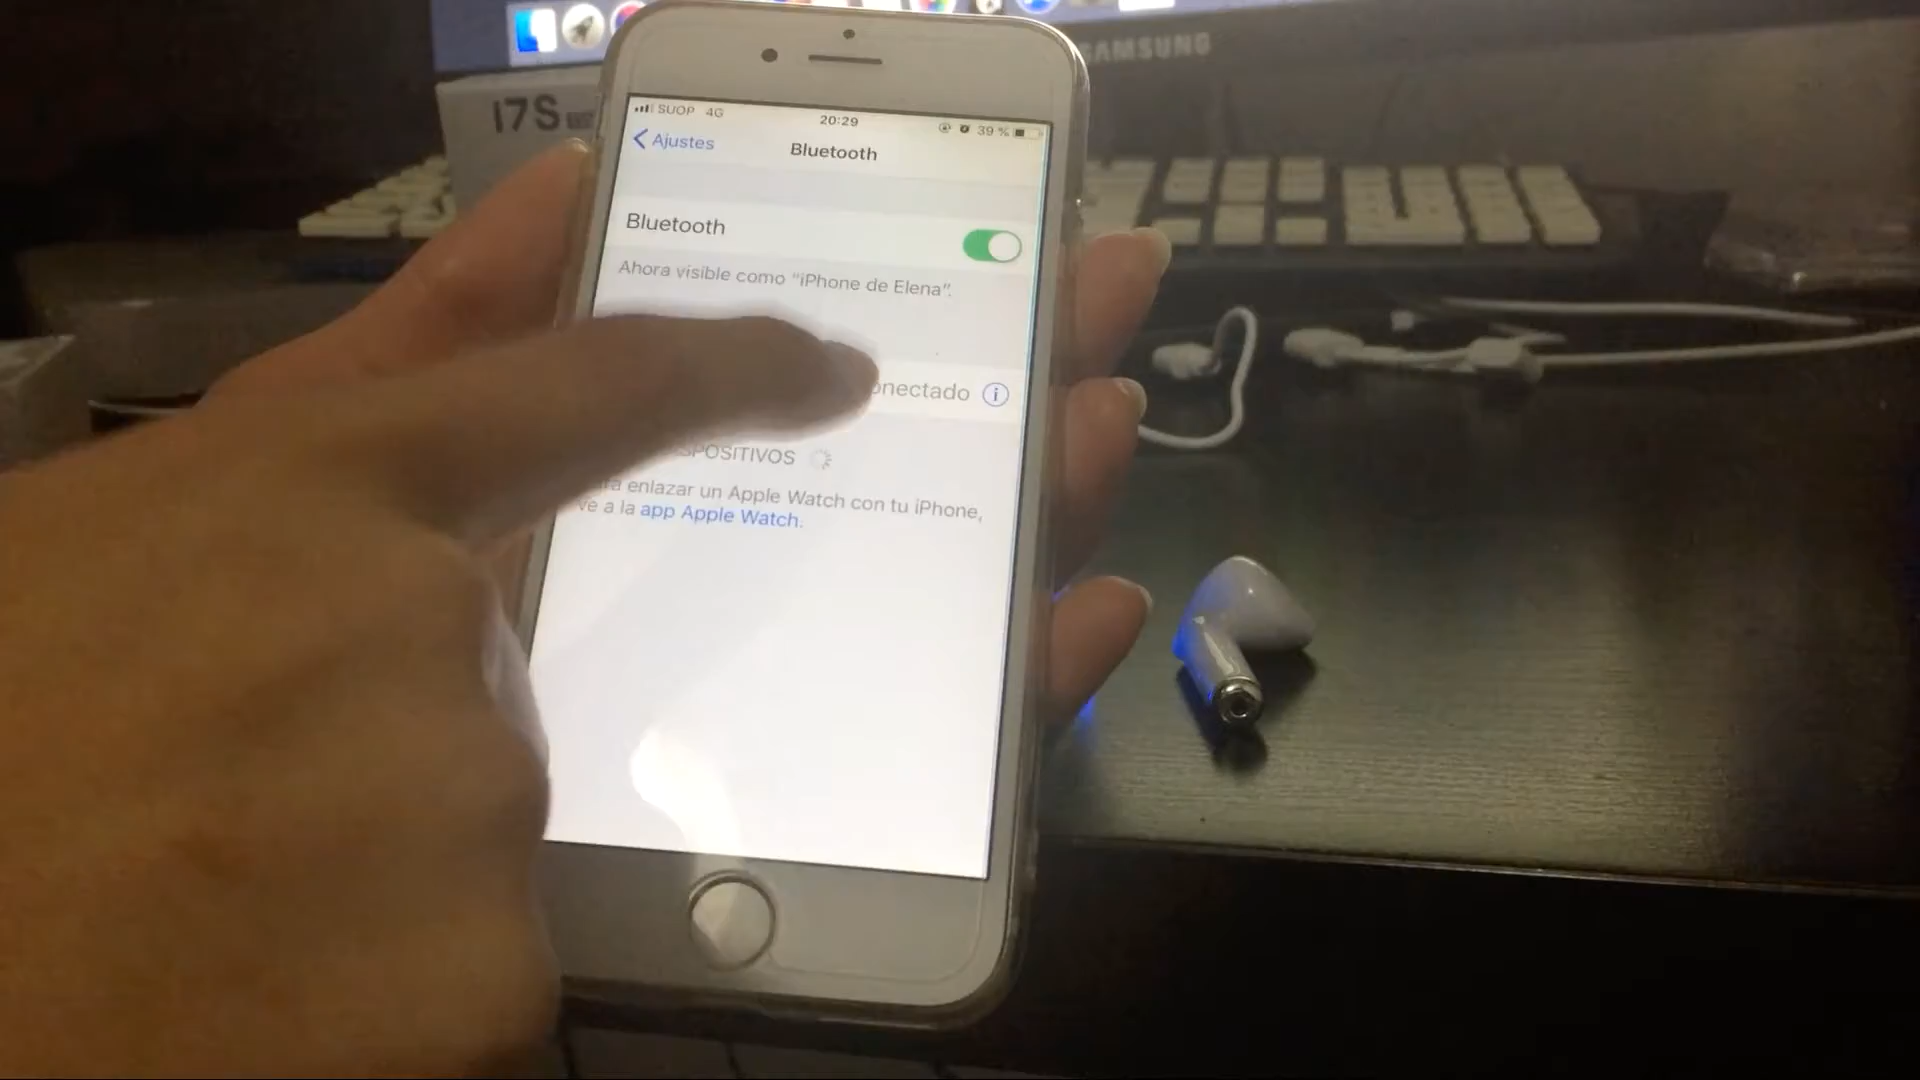 SAMSUNG
I7S
SUOP 4G
20:29
39 %
Ajustes
Bluetooth
Bluetooth
Ahora visible como “iPhone de Elena”.
onectado
SPOSITIVOS
enlazar un Apple Watch con tu iPhone,
ve a la app Apple Watch.